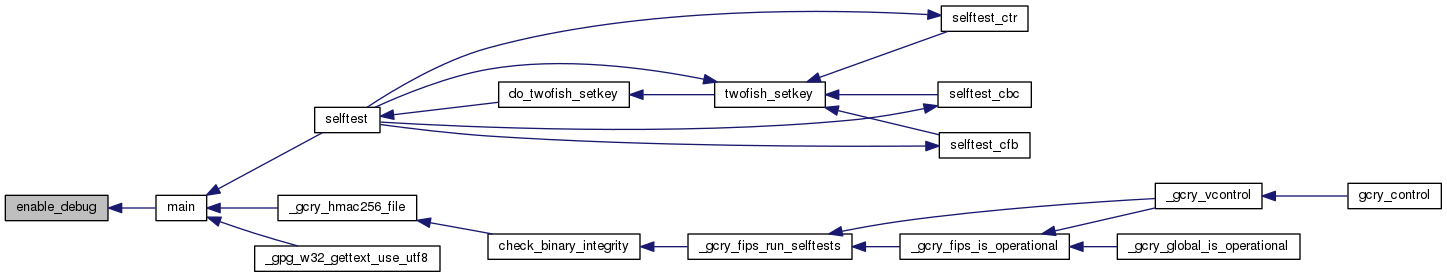 selftest_ctr
do_twofish_setkey
twofish_setkey
selftest_cbc
selftest
selftest_cfb
enable_debug
main
_gcry_hmac256_file
_gcry_vcontrol
gcry_control
check_binary_integrity
_gcry_fips_run_selftests
_gcry_fips_is_operational
_gcry_global_is_operational
_gpg_w32_gettext_use_utf8